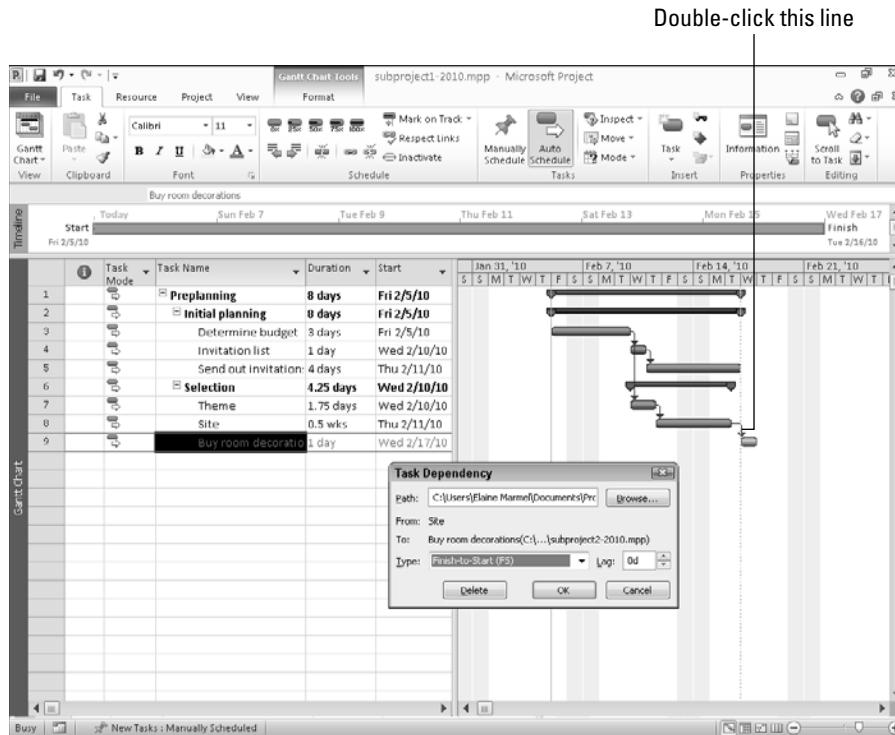 Double-click this line
Gantt Chart Tools
subproject1-2010.mpp - Microsoft Project
File Task Resource Project View Format
Gantt Chart
Paste
Calibri 11
B I U A
0x 25x 50x 75x 100x
Mark on Track
Respect Links
Inactivate
Manually Schedule
Auto Schedule
Inspect
Move
Mode
Task
Information
Scroll to Task
View Clipboard Font Schedule Tasks Insert Properties Editing
Buy room decorations
Timeline
Today Sun Feb 7 Tue Feb 9 Thu Feb 11 Sat Feb 13 Mon Feb 15 Wed Feb 17
Start
Fri 2/5/10
Finish
Tue 2/16/10
Gantt Chart
Task Mode Task Name Duration Start
Jan 31, '10 Feb 7, '10 Feb 14, '10 Feb 21, '10
S S M T W T F S S M T W T F S S M T W T F S S M T W T
1 Preplanning 8 days Fri 2/5/10
2 Initial planning 8 days Fri 2/5/10
3 Determine budget 3 days Fri 2/5/10
4 Invitation list 1 day Wed 2/10/10
5 Send out invitation: 4 days Thu 2/11/10
6 Selection 4.25 days Wed 2/10/10
7 Theme 1.75 days Wed 2/10/10
8 Site 0.5 wks Thu 2/11/10
9 Buy room decoratio 1 day Wed 2/17/10
Task Dependency
Path: C:\Users\Elaine Marmel\Documents\Prc Browse...
From: Site
To: Buy room decorations(C:\...\subproject2-2010.mpp)
Type: Finish-to-Start (FS) Lag: 0d
Delete OK Cancel
Busy New Tasks : Manually Scheduled